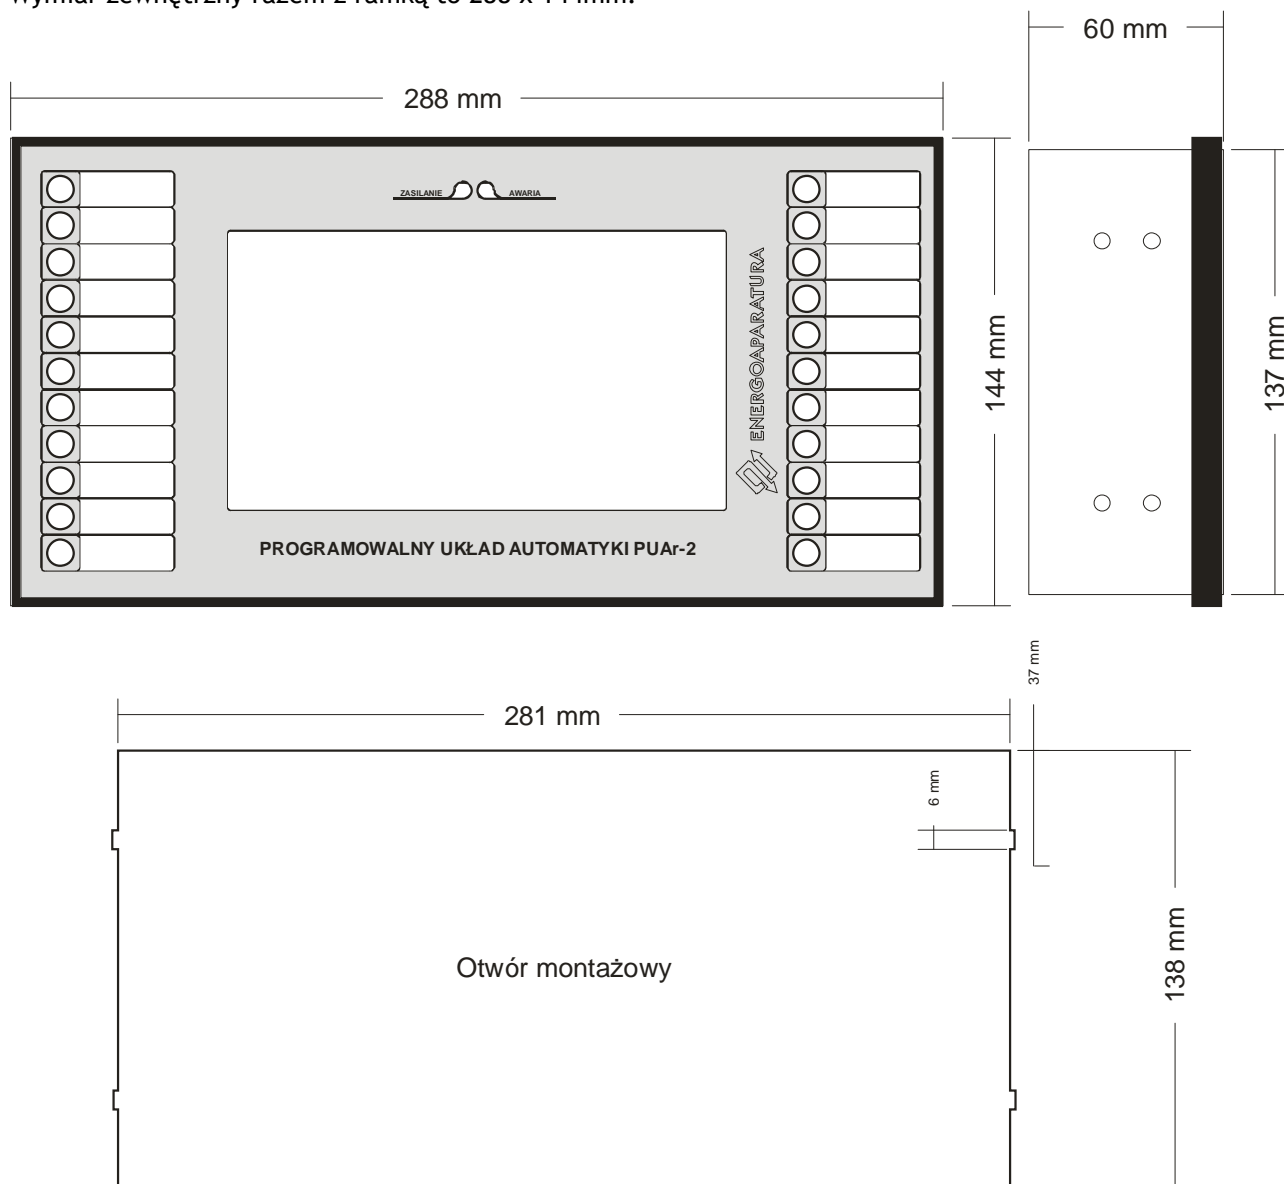 60 mm
288 mm
ZASILANIE AWARIA
ENERGOAPARATURA
144 mm
137 mm
PROGRAMOWALNY UKŁAD AUTOMATYKI PUAr-2
37 mm
281 mm
6 mm
Otwór montażowy
138 mm